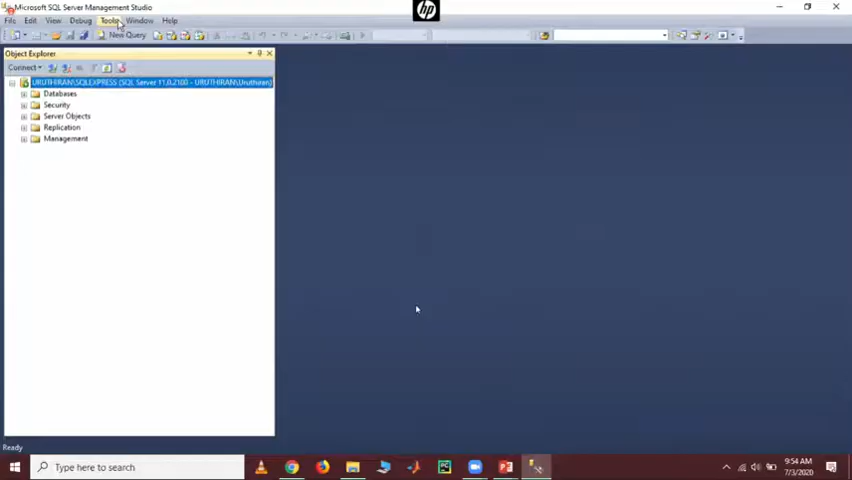 Microsoft SQL Server Management Studio
hp
File Edit View Debug Tools Window Help
New Query
Object Explorer
Connect
URUTHIRAN\SQLEXPRESS (SQL Server 11.0.2100 - URUTHIRAN\Uruthiran)
Databases
Security
Server Objects
Replication
Management
Ready
Type here to search
PC
9:54 AM
7/3/2020